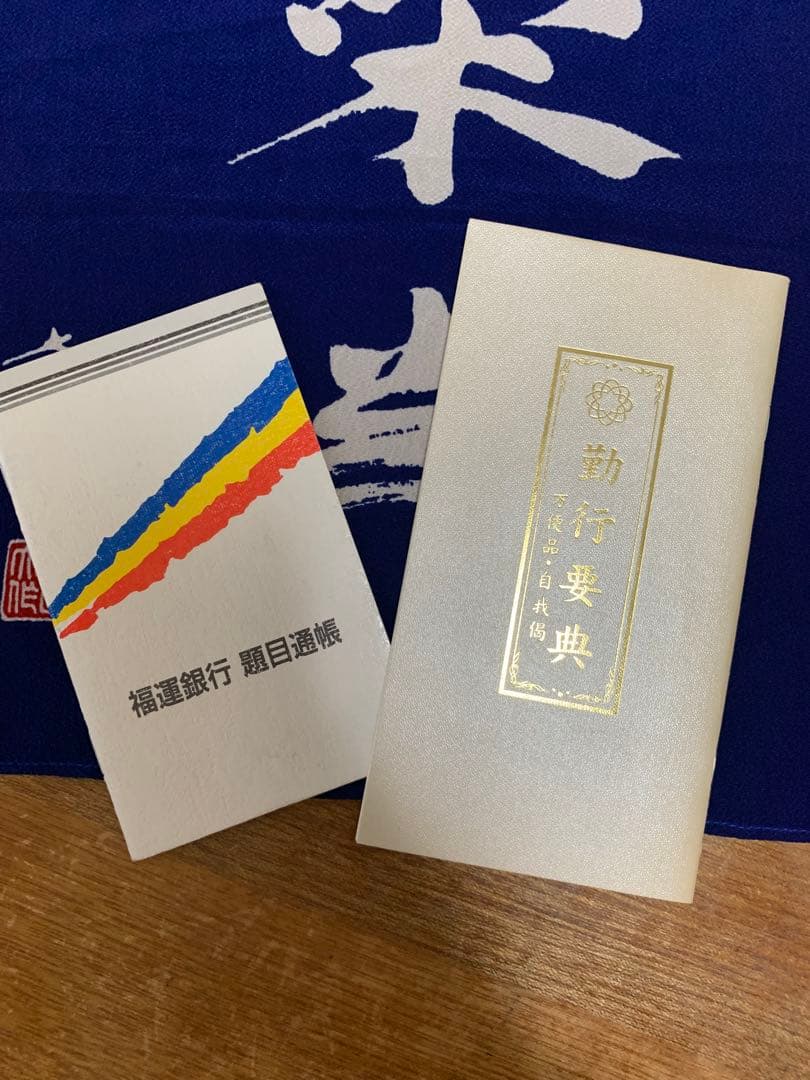 福運銀行 題目通帳
勤行要典
方便品・自我偈